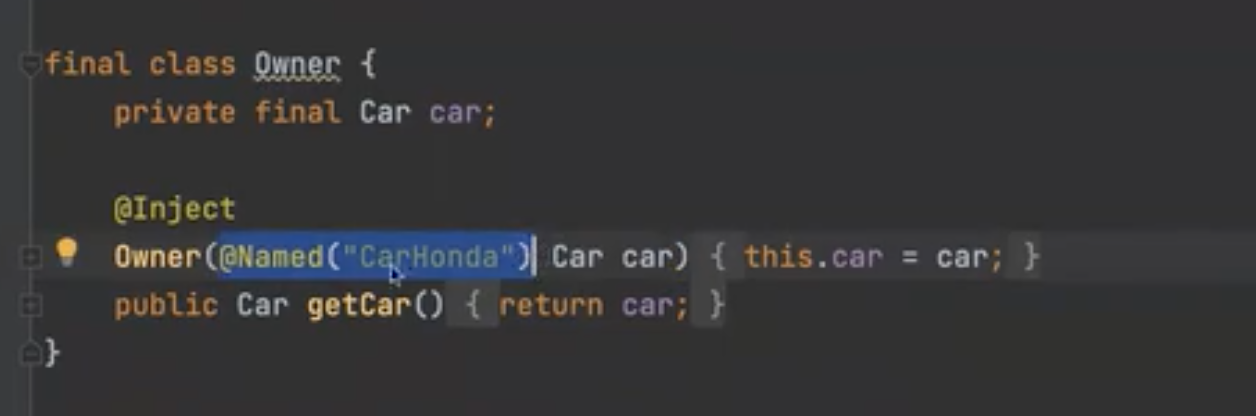 final class Owner {
private final Car car;
@Inject
Owner(@Named("CarHonda") Car car) { this.car = car; }
public Car getCar() { return car; }
}